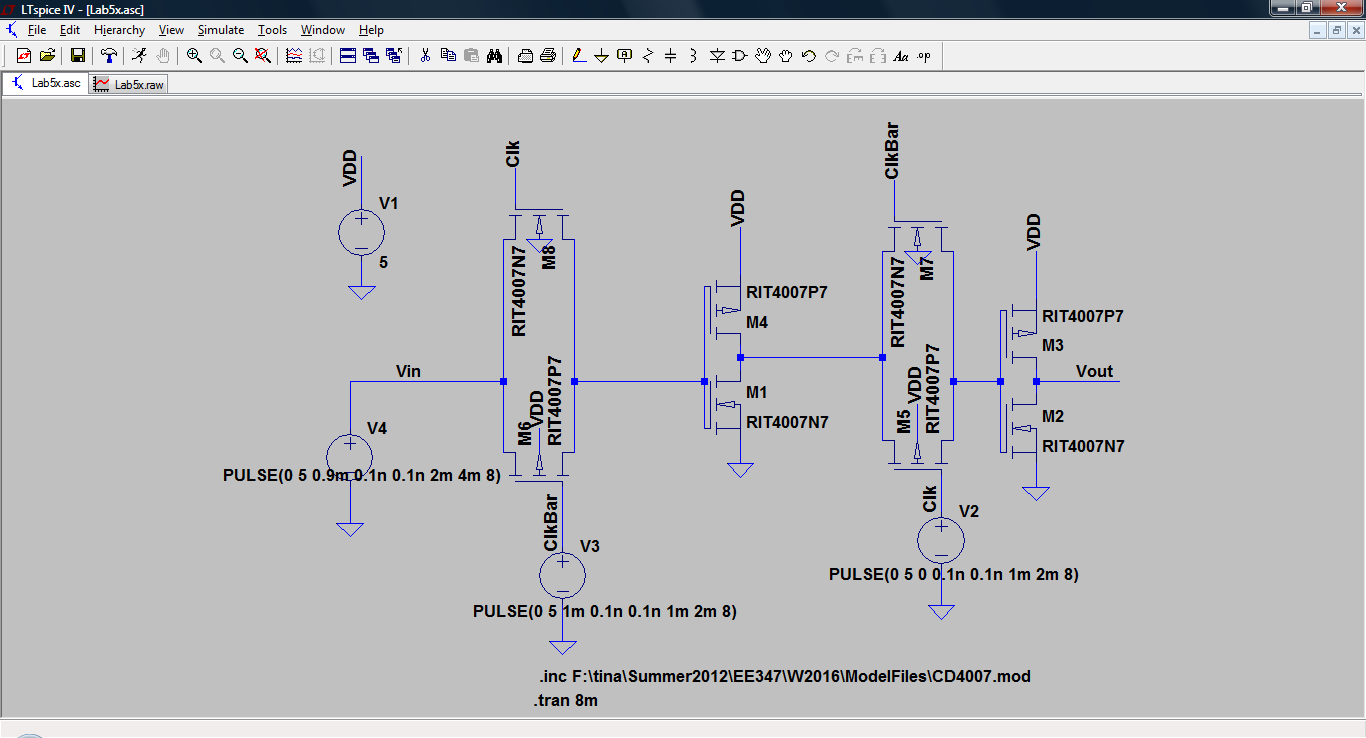 LTspice IV - [Lab5x.asc]
File Edit Hjerarchy View Simulate Tools Window Help
Aa .op
Lab5x.asc Lab5x.raw
VDD
V1
5
Clk
RIT4007N7
M8
Vin
V4
PULSE(0 5 0.9m 0.1n 0.1n 2m 4m 8)
M6
VDD
RIT4007P7
ClkBar
V3
PULSE(0 5 1m 0.1n 0.1n 1m 2m 8)
VDD
RIT4007P7
M4
M1
RIT4007N7
ClkBar
RIT4007N7
M7
M5
VDD
RIT4007P7
Clk
V2
PULSE(0 5 0 0.1n 0.1n 1m 2m 8)
VDD
RIT4007P7
M3
Vout
M2
RIT4007N7
.inc F:\tina\Summer2012\EE347\W2016\ModelFiles\CD4007.mod
.tran 8m